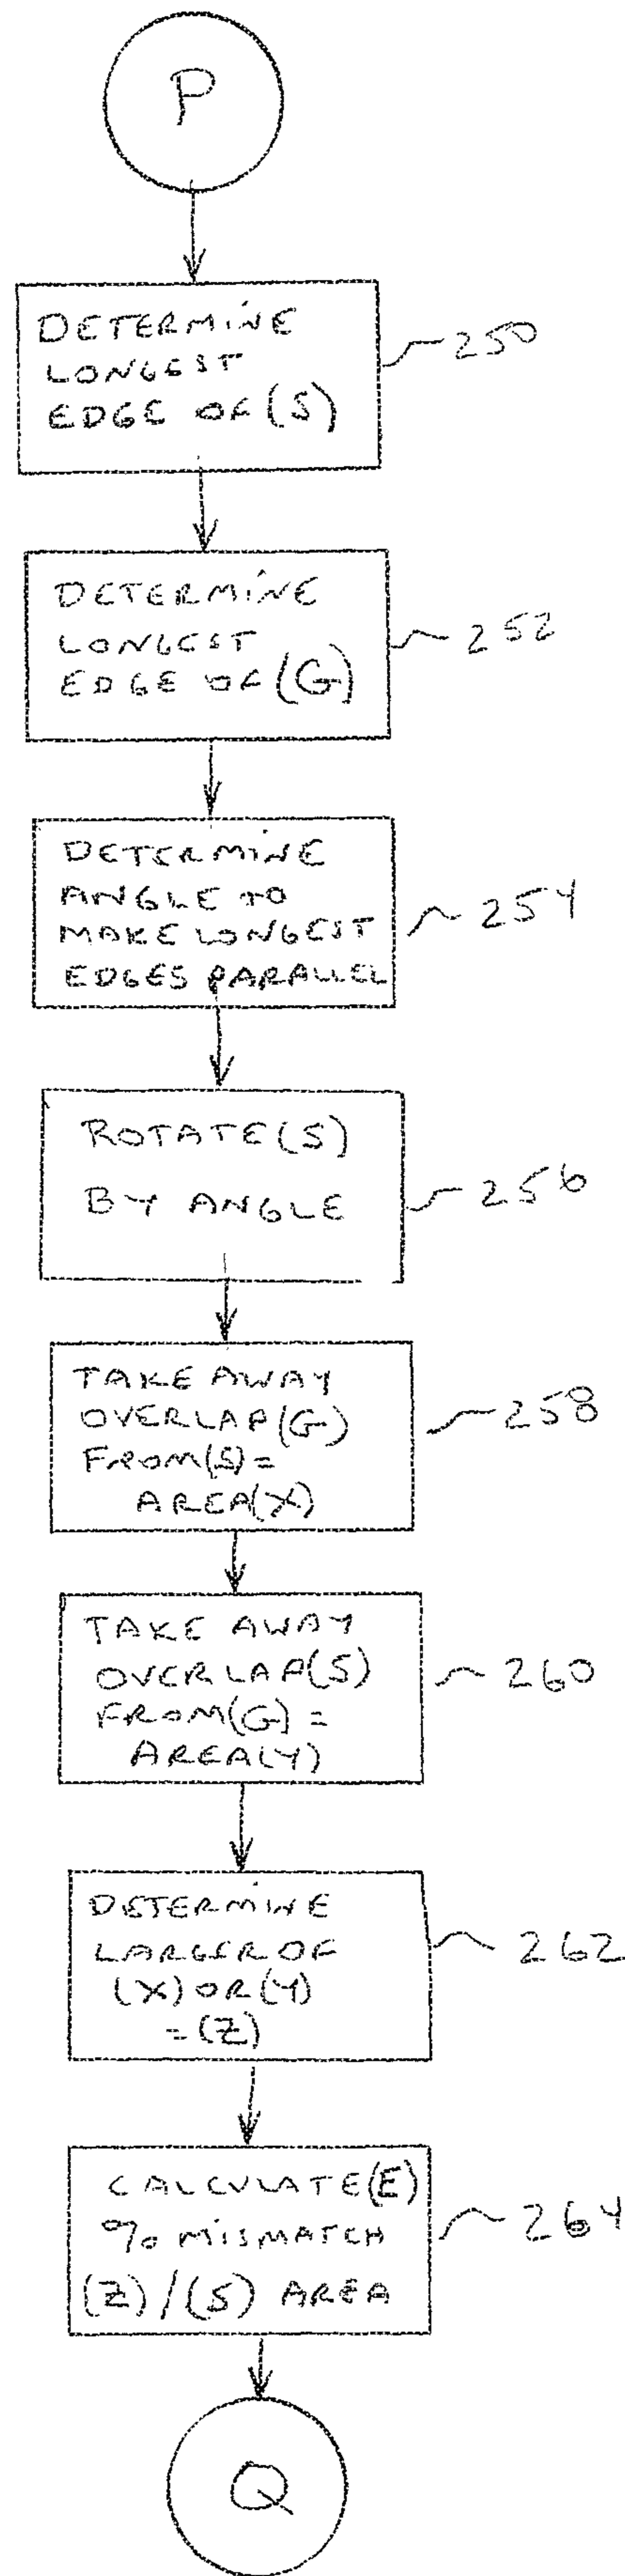 P
DETERMINE
LONGEST
EDGE OF (S)
250
DETERMINE
LONGEST
EDGE OF (G)
252
DETERMINE
ANGLE TO
MAKE LONGEST
EDGES PARALLEL
254
ROTATE (S)
BY ANGLE
256
TAKE AWAY
OVERLAP (G)
FROM (S) =
AREA (X)
258
TAKE AWAY
OVERLAP (S)
FROM (G) =
AREA (Y)
260
DETERMINE
LARGER OF
(X) OR (Y)
= (Z)
262
CALCULATE (E)
% MISMATCH
(Z) / (S) AREA
264
Q